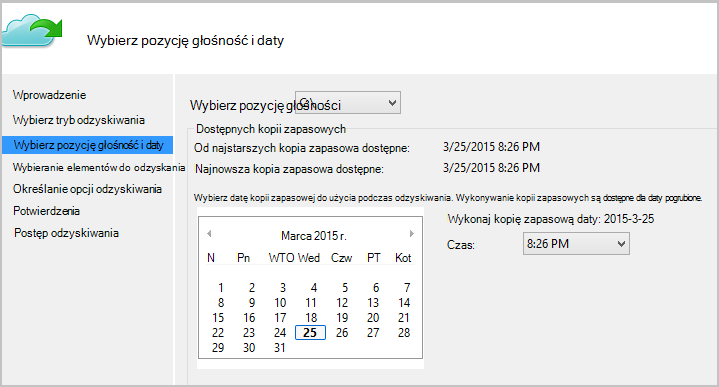 Wybierz pozycję głośność i daty
Wprowadzenie
Wybierz tryb odzyskiwania
Wybierz pozycję głośność i daty
Wybieranie elementów do odzyskania
Określanie opcji odzyskiwania
Potwierdzenia
Postęp odzyskiwania
Wybierz pozycję głośności C:\
Dostępnych kopii zapasowych
Od najstarszych kopia zapasowa dostępne: 3/25/2015 8:26 PM
Najnowsza kopia zapasowa dostępne: 3/25/2015 8:26 PM
Wybierz datę kopii zapasowej do użycia podczas odzyskiwania. Wykonywanie kopii zapasowych są dostępne dla daty pogrubione.
Marca 2015 r.
N Pn WTO Wed Czw PT Kot
1 2 3 4 5 6 7
8 9 10 11 12 13 14
15 16 17 18 19 20 21
22 23 24 25 26 27 28
29 30 31
Wykonaj kopię zapasową daty: 2015-3-25
Czas: 8:26 PM